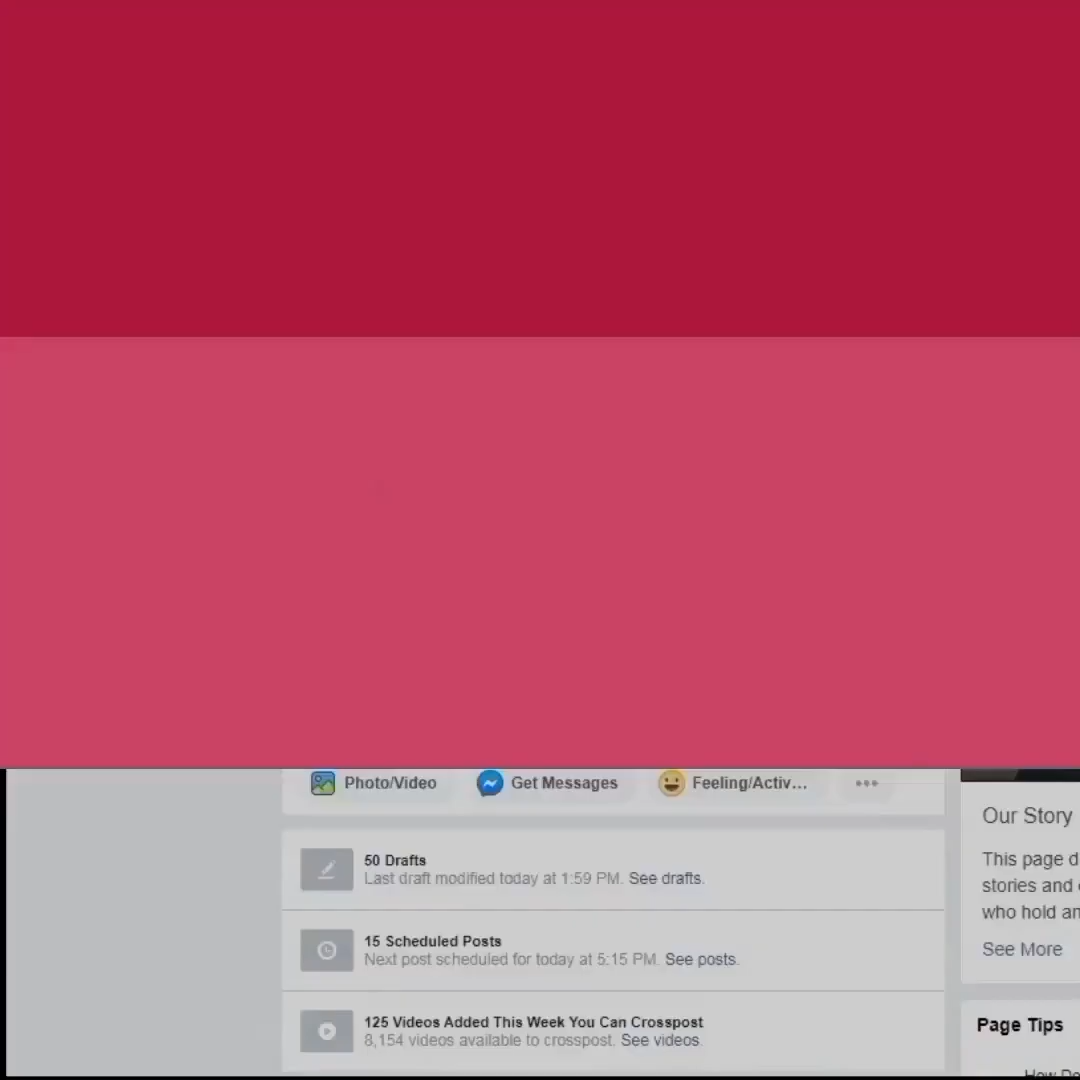 Photo/Video
Get Messages
Feeling/Activ...
50 Drafts
Last draft modified today at 1:59 PM. See drafts.
15 Scheduled Posts
Next post scheduled for today at 5:15 PM. See posts.
125 Videos Added This Week You Can Crosspost
8,154 videos available to crosspost. See videos.
Our Story
This page d
stories and
who hold an
See More
Page Tips